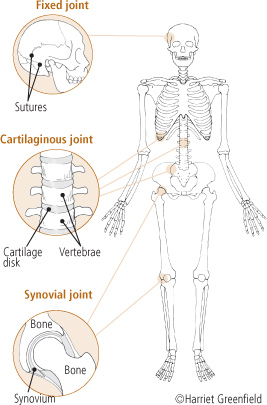 Fixed joint
Sutures
Cartilaginous joint
Cartilage
disk
Vertebrae
Synovial joint
Bone
Bone
Synovium
©Harriet Greenfield